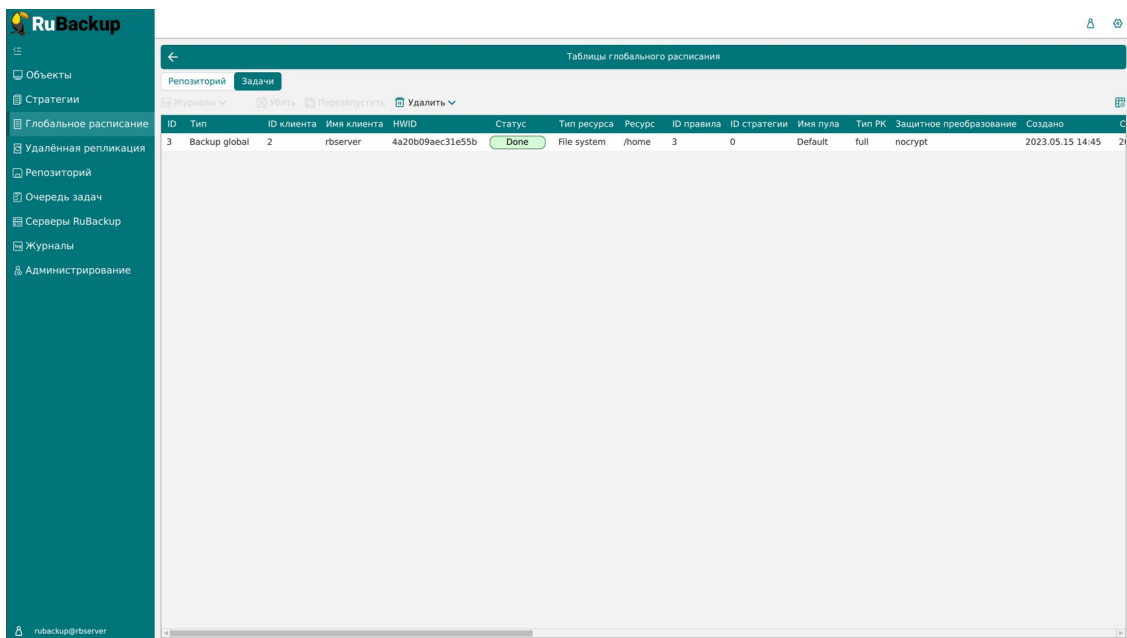 RuBackup
Объекты
Стратегии
Глобальное расписание
Удалённая репликация
Репозиторий
Очередь задач
Серверы RuBackup
Журналы
Администрирование
rubackup@rbserver
Таблицы глобального расписания
Репозиторий Задачи
Журналы Убить Перезапустить Удалить
ID Тип ID клиента Имя клиента HWID Статус Тип ресурса Ресурс ID правила ID стратегии Имя пула Тип РК Защитное преобразование Создано С
3 Backup global 2 rbserver 4a20b09aec31e55b Done File system /home 3 0 Default full nocrypt 2023.05.15 14:45 20